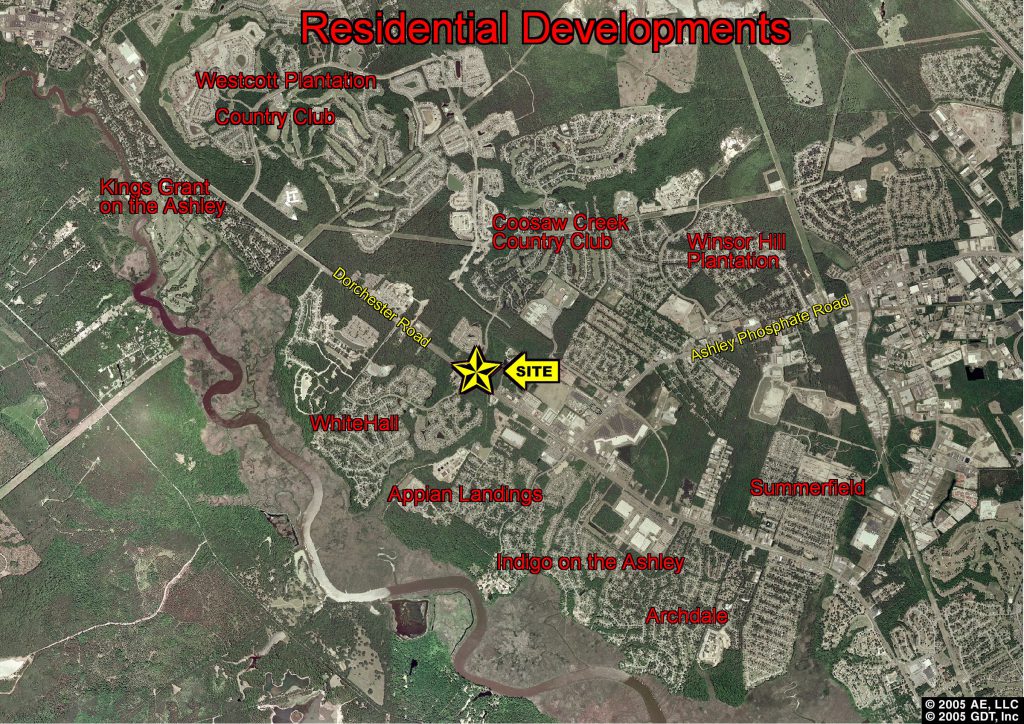 Residential Developments
Westcott Plantation
Country Club
Kings Grant
on the Ashley
Coosaw Creek
Country Club
Winsor Hill
Plantation
Dorchester Road
Ashley Phosphate Road
SITE
WhiteHall
Appian Landings
Summerfield
Indigo on the Ashley
Archdale
© 2005 AE, LLC
© 2005 GDT, Inc